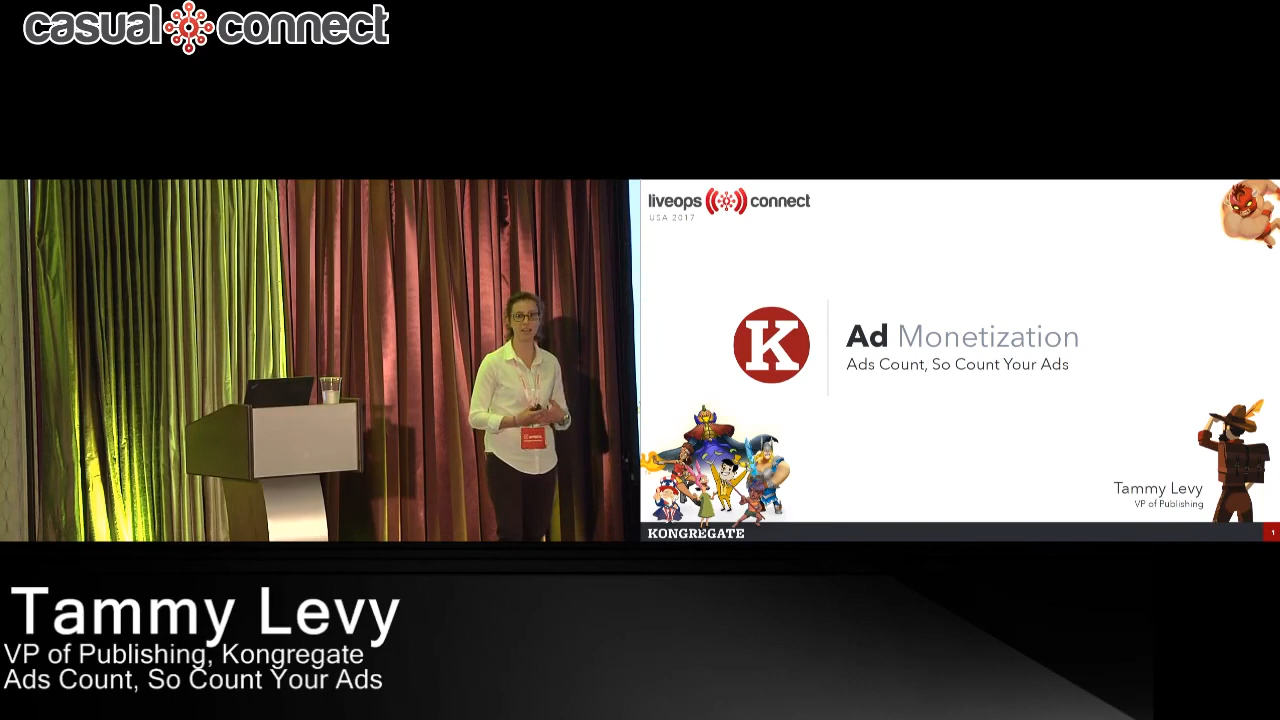 casual connect
liveops connect
USA 2017
K
Ad Monetization
Ads Count, So Count Your Ads
Tammy Levy
VP of Publishing
KONGREGATE
1
Tammy Levy
VP of Publishing, Kongregate
Ads Count, So Count Your Ads